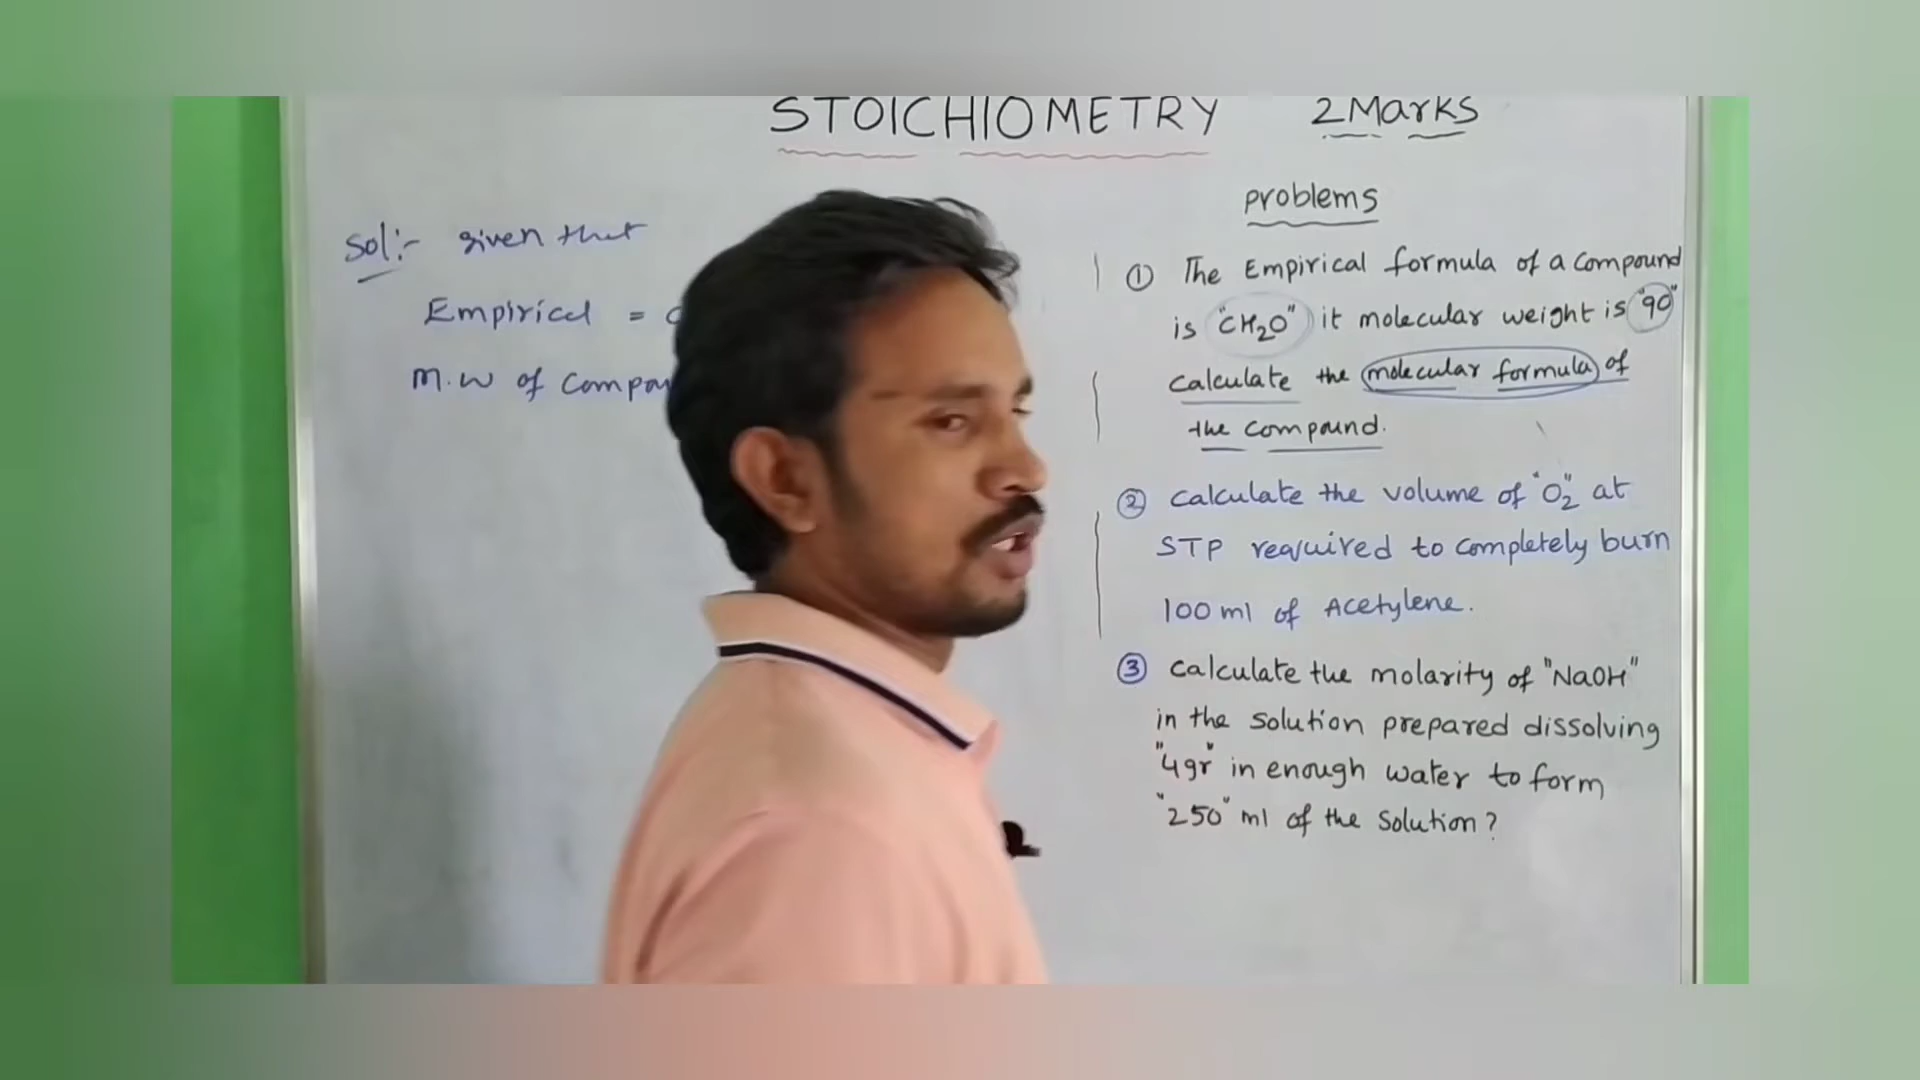 STOICHIOMETRY 2 Marks
Sol:- given that
Empirical =
M.W of
problems
① The Empirical formula of a compound
is "CH₂O" it molecular weight is "90"
Calculate the molecular formula of
the compound.
② Calculate the volume of "O₂" at
STP required to completely burn
100 ml of Acetylene.
③ Calculate the molarity of "NaOH"
in the solution prepared dissolving
"4gr" in enough water to form
"250" ml of the solution?